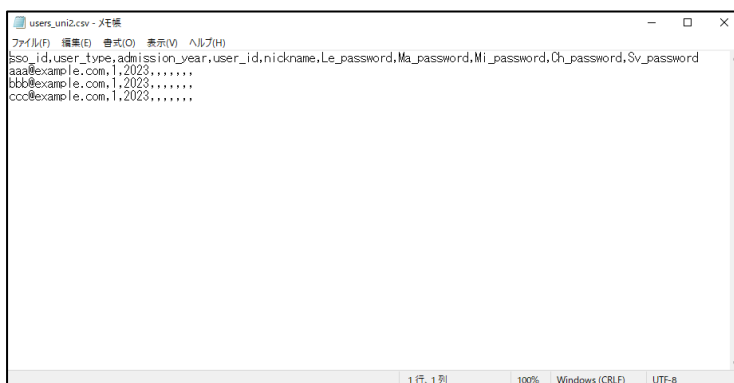 users_uni2.csv - メモ帳
ファイル(F) 編集(E) 書式(O) 表示(V) ヘルプ(H)
sso_id,user_type,admission_year,user_id,nickname,Le_password,Ma_password,Mi_password,Ch_password,Sv_password
aaa@example.com,1,2023,,,,,,,
bbb@example.com,1,2023,,,,,,,
ccc@example.com,1,2023,,,,,,,
1 行, 1 列 100% Windows (CRLF) UTF-8